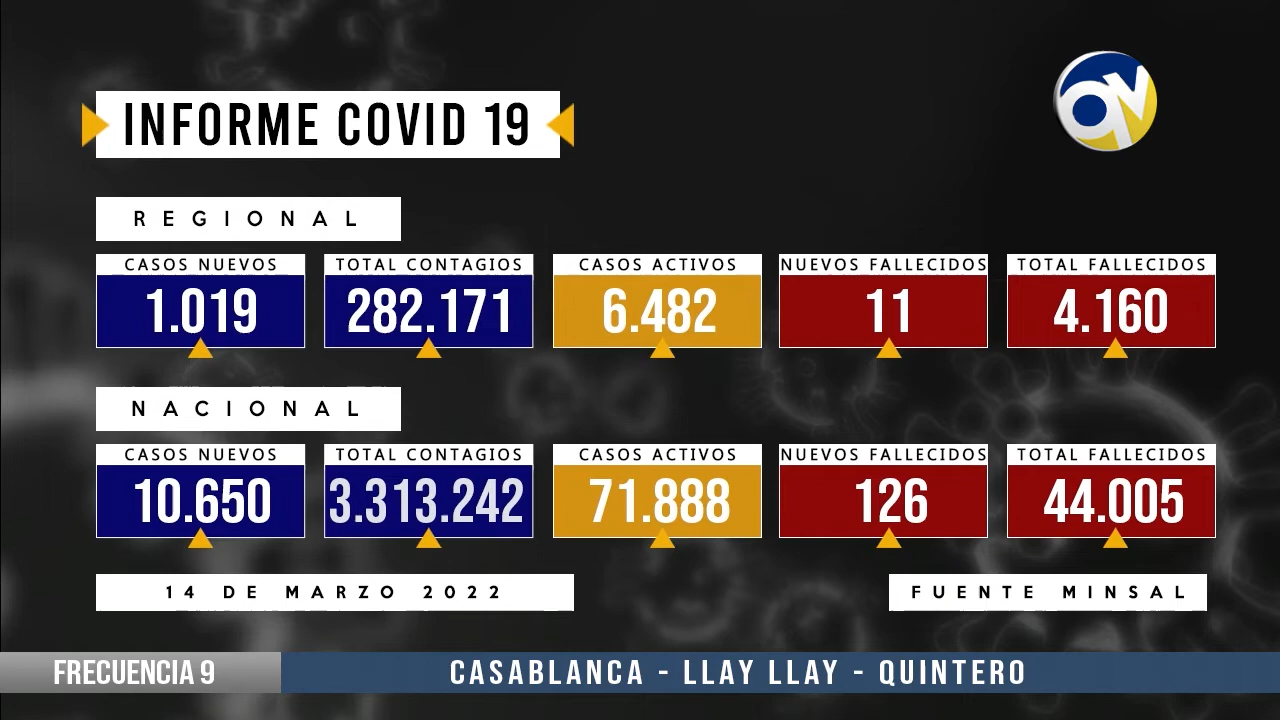 INFORME COVID 19
REGIONAL
CASOS NUEVOS
1.019
TOTAL CONTAGIOS
282.171
CASOS ACTIVOS
6.482
NUEVOS FALLECIDOS
11
TOTAL FALLECIDOS
4.160
NACIONAL
CASOS NUEVOS
10.650
TOTAL CONTAGIOS
3.313.242
CASOS ACTIVOS
71.888
NUEVOS FALLECIDOS
126
TOTAL FALLECIDOS
44.005
14 DE MARZO 2022
FUENTE MINSAL
FRECUENCIA 9
CASABLANCA - LLAY LLAY - QUINTERO